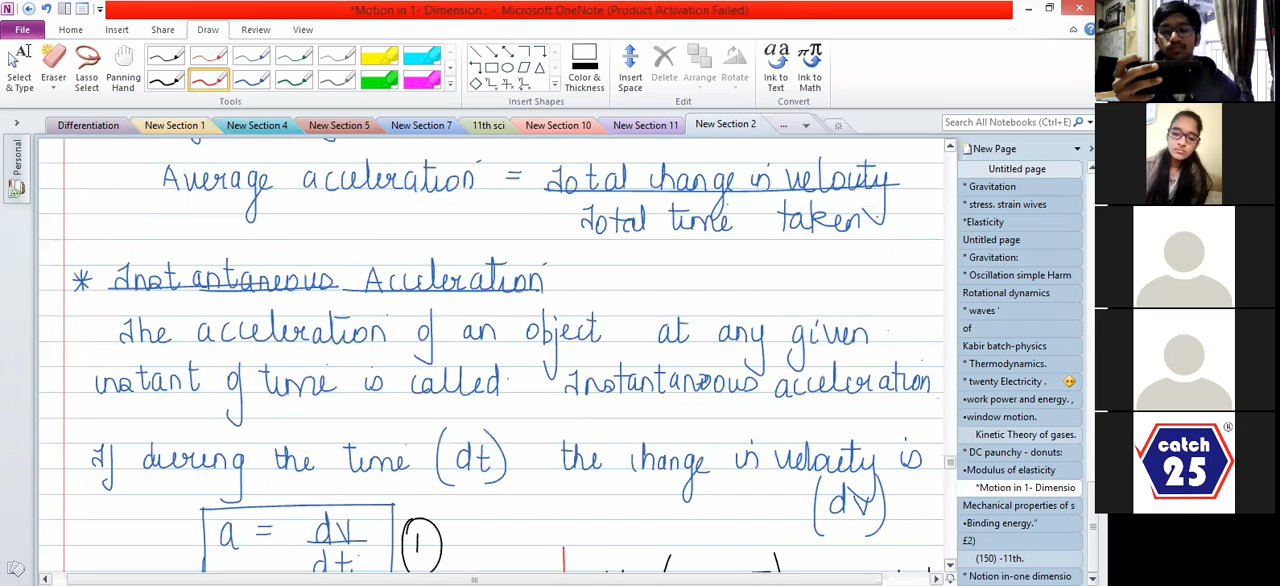 *Motion in 1- Dimension ; - Microsoft OneNote (Product Activation Failed)
File Home Insert Share Draw Review View
Select & Type
Eraser
Lasso Select
Panning Hand
Color & Thickness
Insert Space
Delete
Arrange
Rotate
Ink to Text
Ink to Math
Tools
Insert Shapes
Edit
Convert
Differentiation New Section 1 New Section 4 New Section 5 New Section 7 11th sci New Section 10 New Section 11 New Section 2 ...
Search All Notebooks (Ctrl+E)
Personal
Average acceleration = Total change in velocity
Total time taken
* Instantaneous Acceleration
The acceleration of an object at any given
instant of time is called Instantaneous acceleration
If during the time (dt) the change in velocity is
(dv)
a = dv
dt
1
New Page
Untitled page
* Gravitation
* stress. strain wives
*Elasticity
Untitled page
* Gravitation:
* Oscillation simple Harm
Rotational dynamics
* waves '
of
Kabir batch-physics
* Thermodynamics.
* twenty Electricity .
•work power and energy. ,
•window motion.
Kinetic Theory of gases.
* DC paunchy - donuts:
•Modulus of elasticity
*Motion in 1- Dimensio
Mechanical properties of s
•Binding energy."
£2)
(150) -11th.
* Notion in-one dimensio
catch
25
®